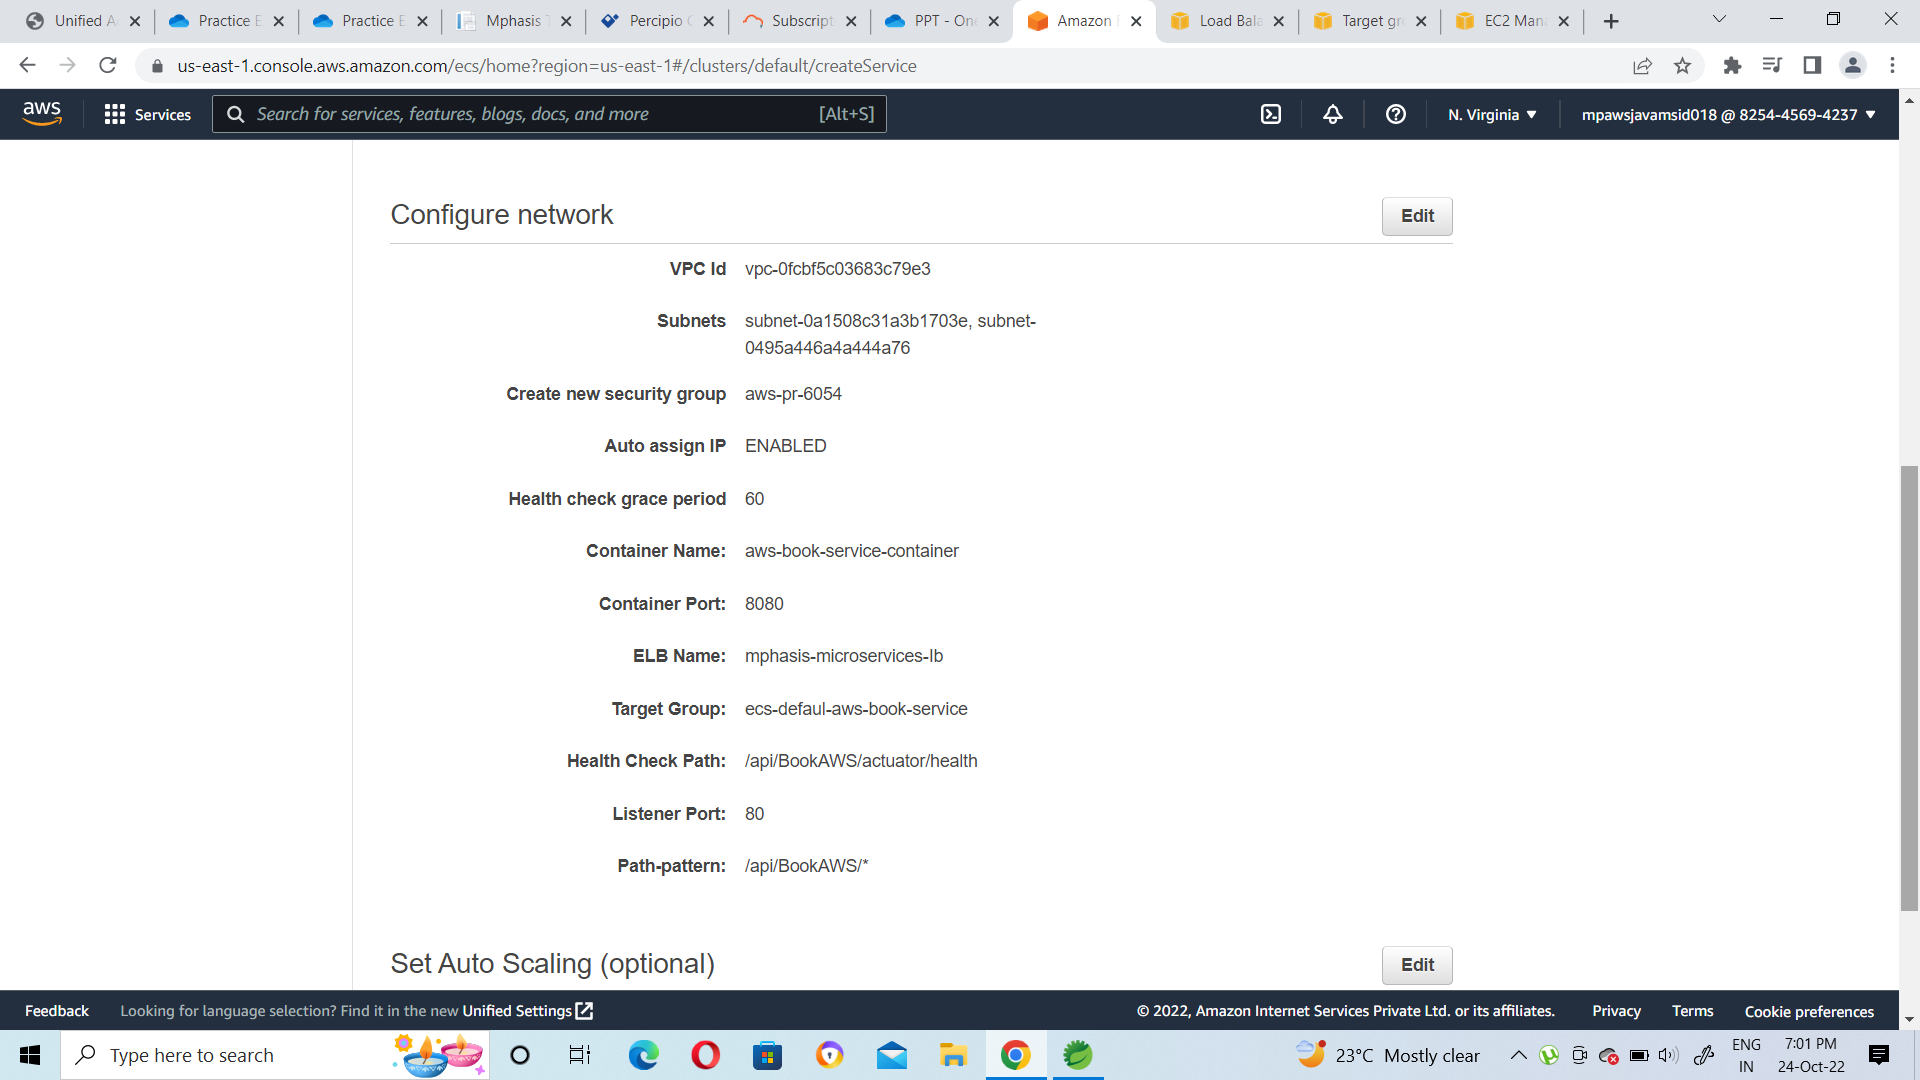 Unified A
Practice E
Practice E
Mphasis T
Percipio
Subscript
PPT - One
Amazon
Load Bala
Target gr
EC2 Man
us-east-1.console.aws.amazon.com/ecs/home?region=us-east-1#/clusters/default/createService
aws
Services
Search for services, features, blogs, docs, and more
[Alt+S]
N. Virginia
mpawsjavamsid018 @ 8254-4569-4237
Configure network
Edit
VPC Id vpc-0fcbf5c03683c79e3
Subnets subnet-0a1508c31a3b1703e, subnet-
0495a446a4a444a76
Create new security group aws-pr-6054
Auto assign IP ENABLED
Health check grace period 60
Container Name: aws-book-service-container
Container Port: 8080
ELB Name: mphasis-microservices-lb
Target Group: ecs-defaul-aws-book-service
Health Check Path: /api/BookAWS/actuator/health
Listener Port: 80
Path-pattern: /api/BookAWS/*
Set Auto Scaling (optional)
Edit
Feedback
Looking for language selection? Find it in the new Unified Settings
© 2022, Amazon Internet Services Private Ltd. or its affiliates.
Privacy
Terms
Cookie preferences
Type here to search
23°C Mostly clear
ENG
IN
7:01 PM
24-Oct-22